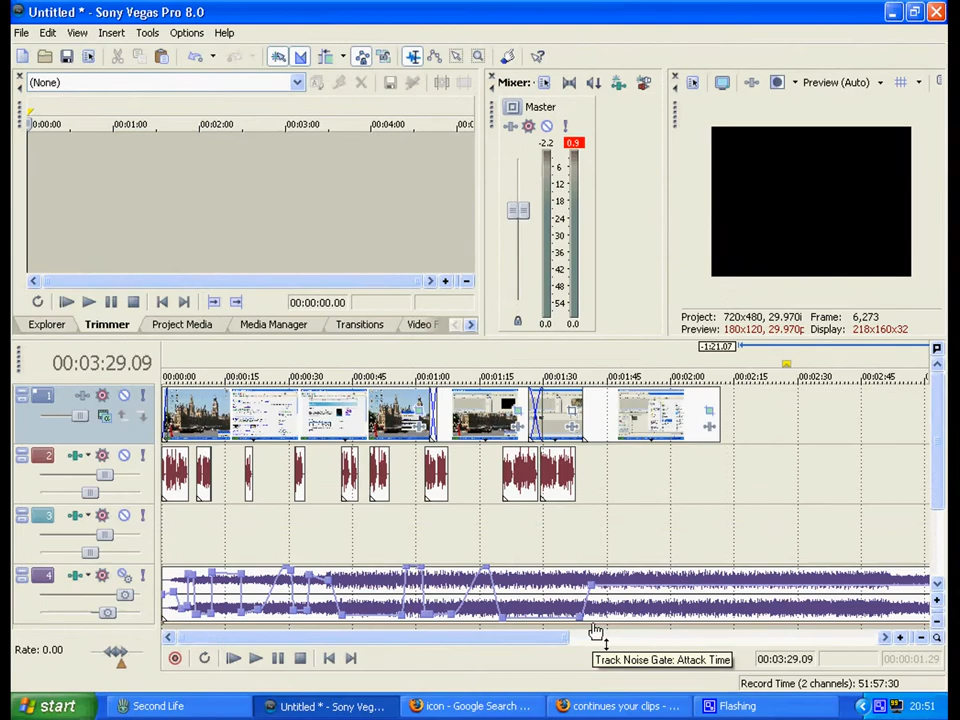 Untitled * - Sony Vegas Pro 8.0
File Edit View Insert Tools Options Help
(None)
Mixer:
Preview (Auto)
Master
00:00:00 00:01:00 00:02:00 00:03:00 00:04:00 00:0
-2.2 0.9
6
12
18
24
30
36
42
48
54
0.0 0.0
00:00:00.00
Project: 720x480, 29.970i Frame: 6,273
Preview: 180x120, 29.970p Display: 218x160x32
Explorer Trimmer Project Media Media Manager Transitions Video F
-1:21.07
00:03:29.09
00:00:00 00:00:15 00:00:30 00:00:45 00:01:00 00:01:15 00:01:30 00:01:45 00:02:00 00:02:15 00:02:30 00:02:45
1
2
3
4
Rate: 0.00
Track Noise Gate: Attack Time
00:03:29.09 00:00:01.29
Record Time (2 channels): 51:57:30
start Second Life Untitled * - Sony Veg... icon - Google Search ... continues your clips - ... Flashing 20:51